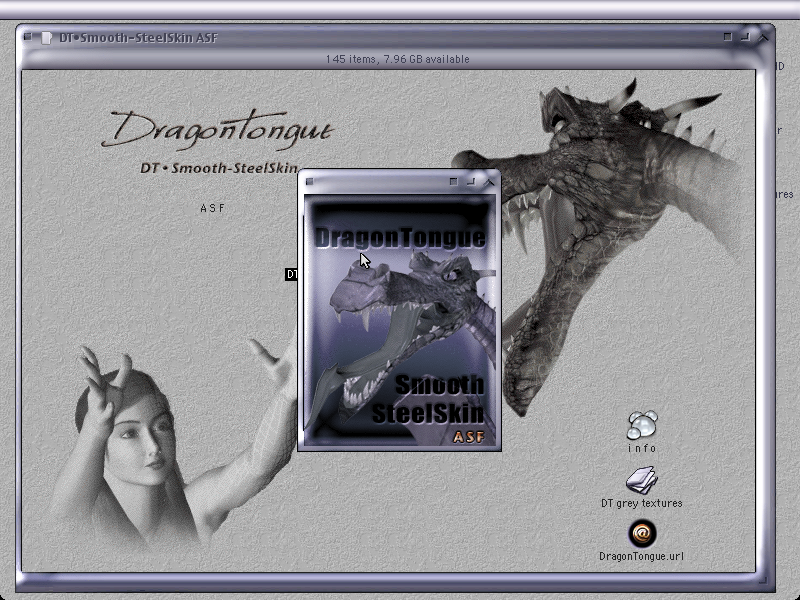 DT•Smooth-SteelSkin ASF
145 items, 7.96 GB available
DragonTongue
DT • Smooth-SteelSkin
ASF
DT
DragonTongue
Smooth
SteelSkin
ASF
info
DT grey textures
DragonTongue.url